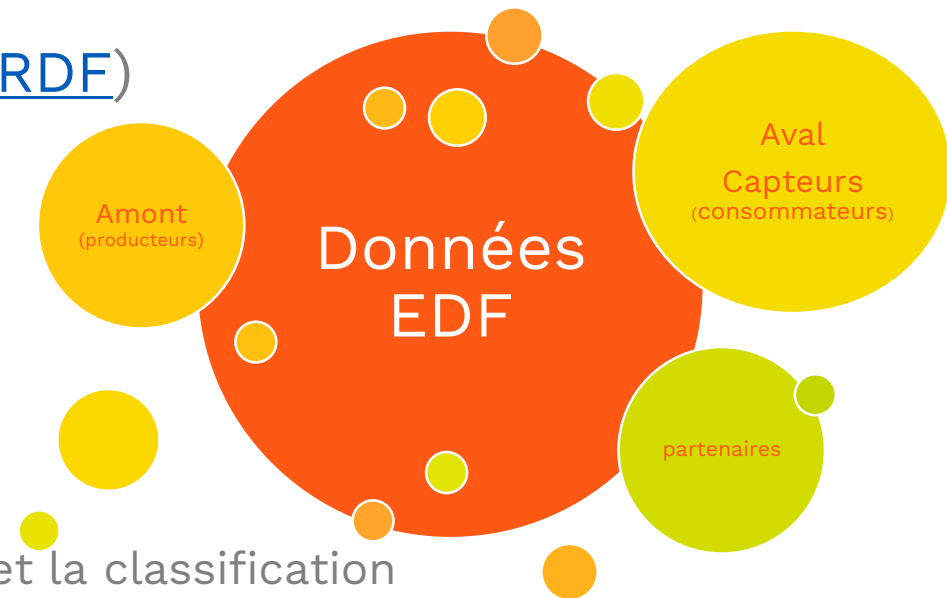 RDF)
Aval
Capteurs
(consommateurs)
Amont
(producteurs)
Données
EDF
partenaires
et la classification